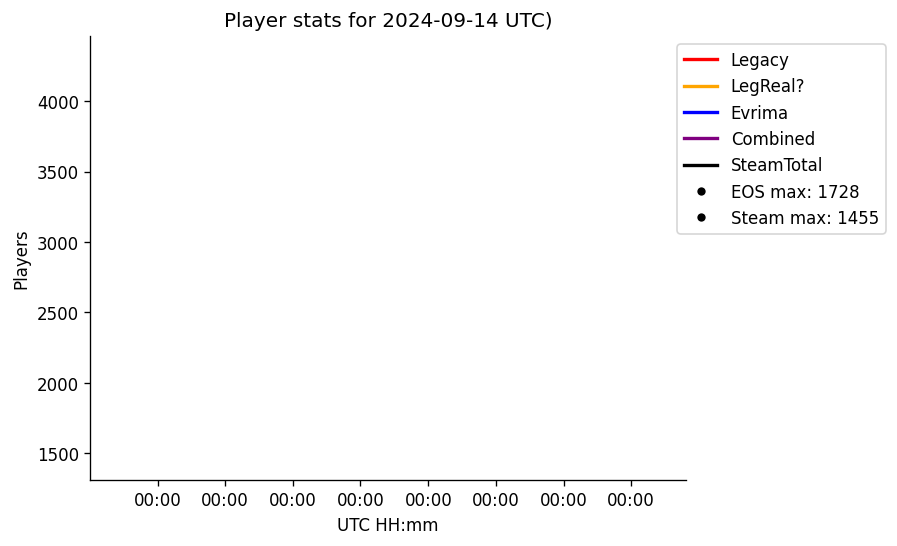 Player stats for 2024-09-14 UTC)
Legacy
LegReal?
Evrima
Combined
SteamTotal
EOS max: 1728
Steam max: 1455
Players
4000
3500
3000
2500
2000
1500
00:00 00:00 00:00 00:00 00:00 00:00 00:00 00:00
UTC HH:mm